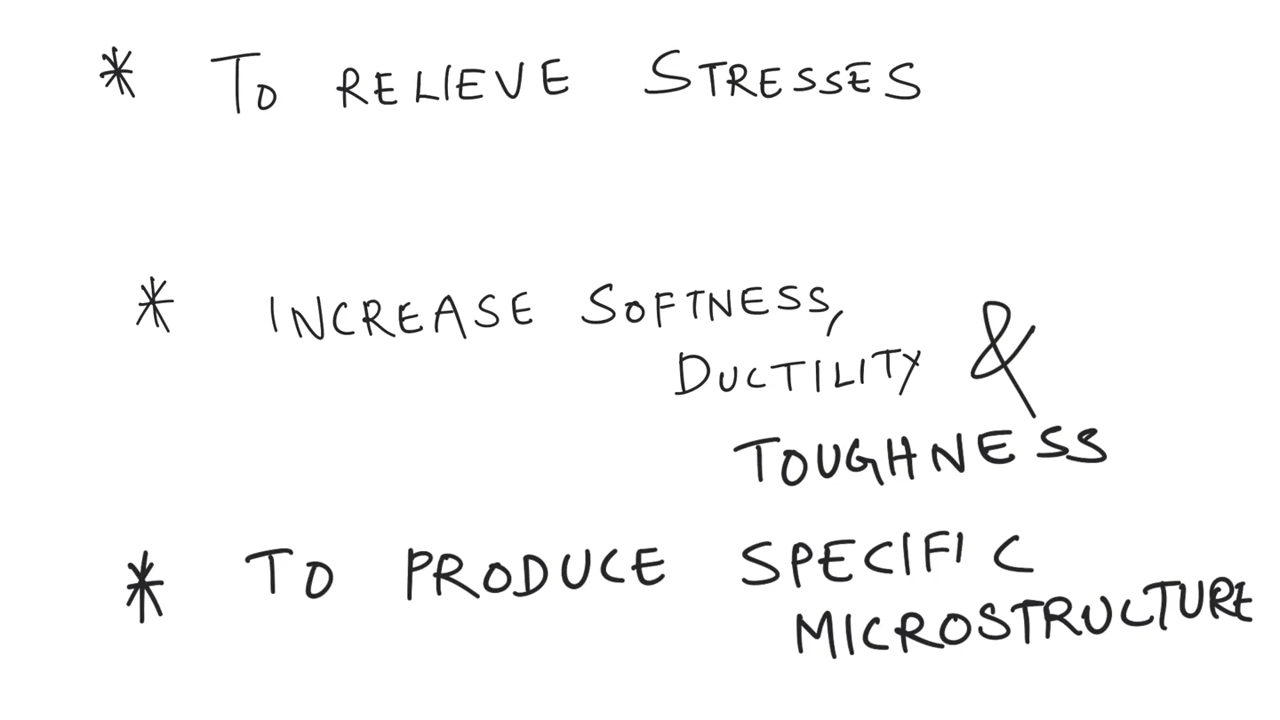 * TO RELIEVE STRESSES
* INCREASE SOFTNESS,
DUCTILITY &
TOUGHNESS
* TO PRODUCE SPECIFIC
MICROSTRUCTURE